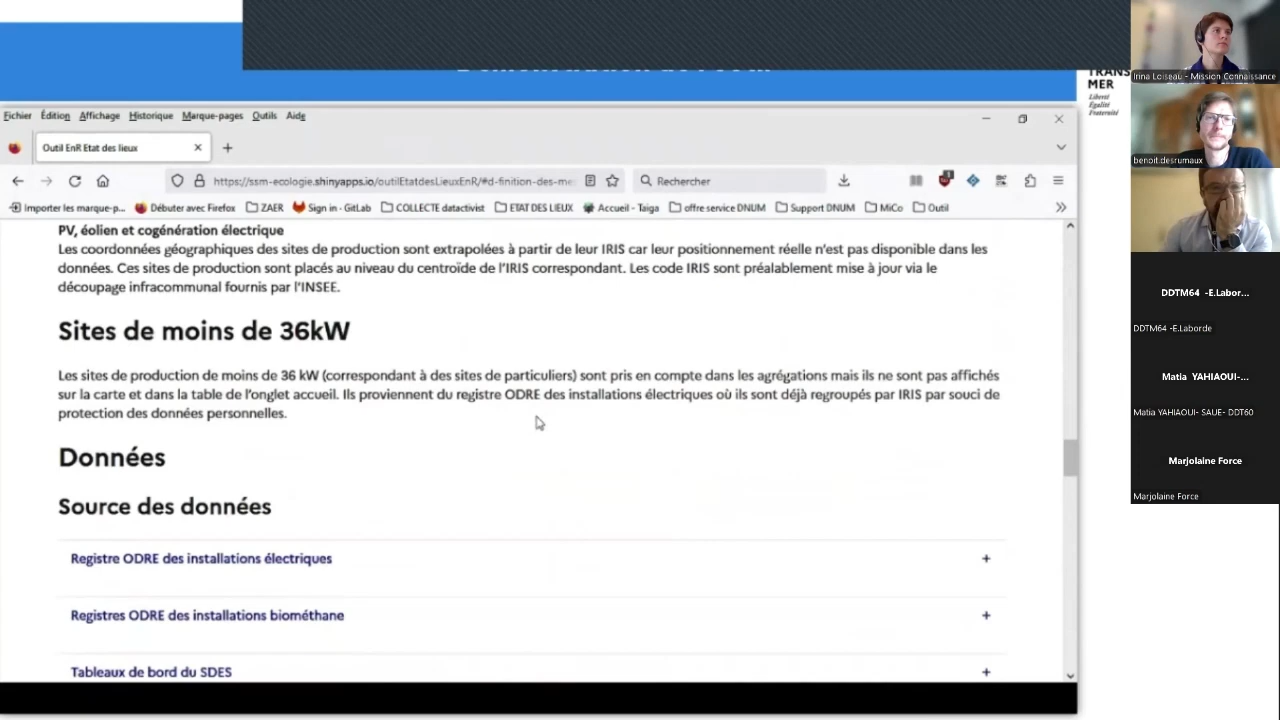 TRANSMER
Liberté
Égalité
Fraternité
Fichier Édition Affichage Historique Marque-pages Outils Aide
Outil EnR Etat des lieux
https://ssm-ecologie.shinyapps.io/outilEtatdesLieuxEnR/#d-finition-des-me
Rechercher
Importer les marque-p... Débuter avec Firefox ZAER Sign in · GitLab COLLECTE datactivist ETAT DES LIEUX Accueil - Taiga offre service DNUM Support DNUM MiCo Outil
PV, éolien et cogénération électrique
Les coordonnées géographiques des sites de production sont extrapolées à partir de leur IRIS car leur positionnement réelle n’est pas disponible dans les
données. Ces sites de production sont placés au niveau du centroïde de l’IRIS correspondant. Les code IRIS sont préalablement mise à jour via le
découpage infracommunal fournis par l’INSEE.
Sites de moins de 36kW
Les sites de production de moins de 36 kW (correspondant à des sites de particuliers) sont pris en compte dans les agrégations mais ils ne sont pas affichés
sur la carte et dans la table de l’onglet accueil. Ils proviennent du registre ODRE des installations électriques où ils sont déjà regroupés par IRIS par souci de
protection des données personnelles.
Données
Source des données
Registre ODRE des installations électriques +
Registres ODRE des installations biométhane +
Tableaux de bord du SDES +
Irina Loiseau - Mission Connaissance
benoit.desrumaux
DDTM64 -E.Labor...
DDTM64 -E.Laborde
Matia YAHIAOUI-...
Matia YAHIAOUI- SAUE- DDT60
Marjolaine Force
Marjolaine Force